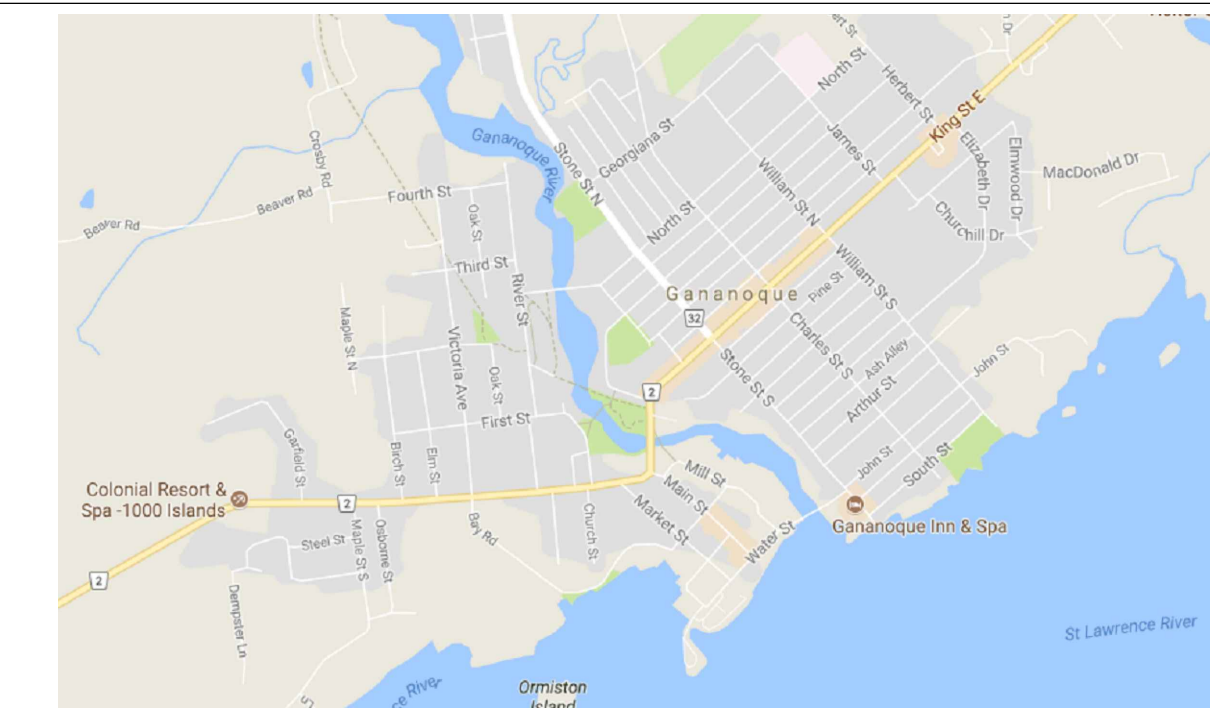 North St
Herbert St
King St E
Gananoque River
Stone St N
Georgiana St
James St
Elizabeth Dr
Elmwood Dr
MacDonald Dr
Crosby Rd
Beaver Rd
Beaver Rd
Fourth St
Oak St
William St N
North St
Churchill Dr
Third St
River St
William St S
Gananoque
Pine St
32
Maple St N
Victoria Ave
Charles St S
Stone St S
Ash Alley
John St
Oak St
2
Arthur St
First St
Garfield St
Birch St
Elm St
John St
South St
Mill St
Colonial Resort &
Spa -1000 Islands
2
Main St
Market St
Church St
Water St
Gananoque Inn & Spa
Bay Rd
Steel St
Maple St S
Osborne St
2
Dempster Ln
St Lawrence River
Ormiston
Island